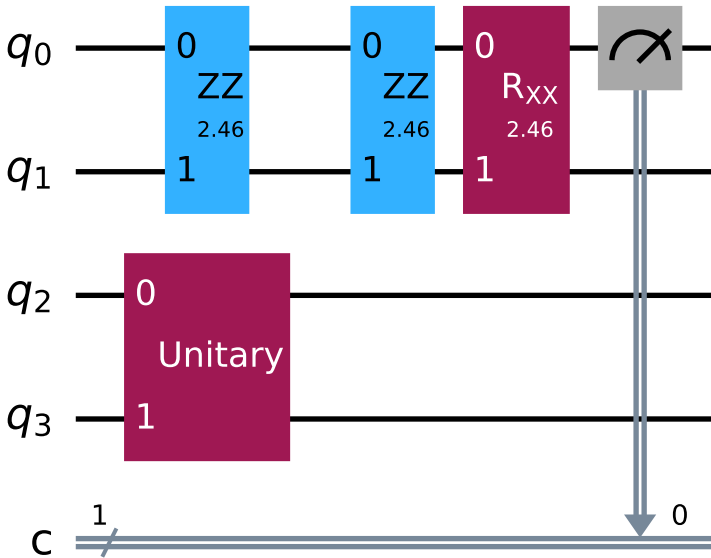 q0 0 0 0
ZZ ZZ RXX
2.46 2.46 2.46
q1 1 1 1
q2 0
Unitary
q3 1
1 0
c